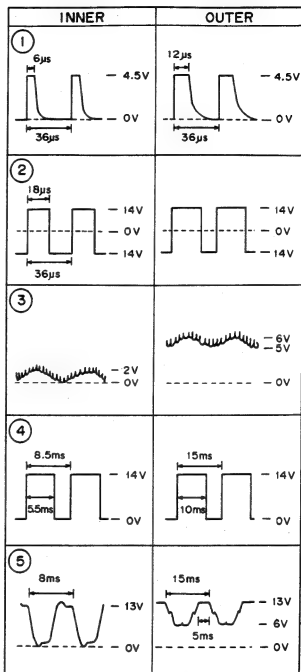 INNER OUTER
1
6μs 12μs
4.5V 4.5V
0V 0V
36μs 36μs
2
18μs
14V 14V
0V 0V
14V 14V
36μs
3
6V
5V
2V
0V 0V
4
8.5ms 15ms
14V 14V
5.5ms 10ms
0V 0V
5
8ms 15ms
13V 13V
6V
5ms
0V 0V